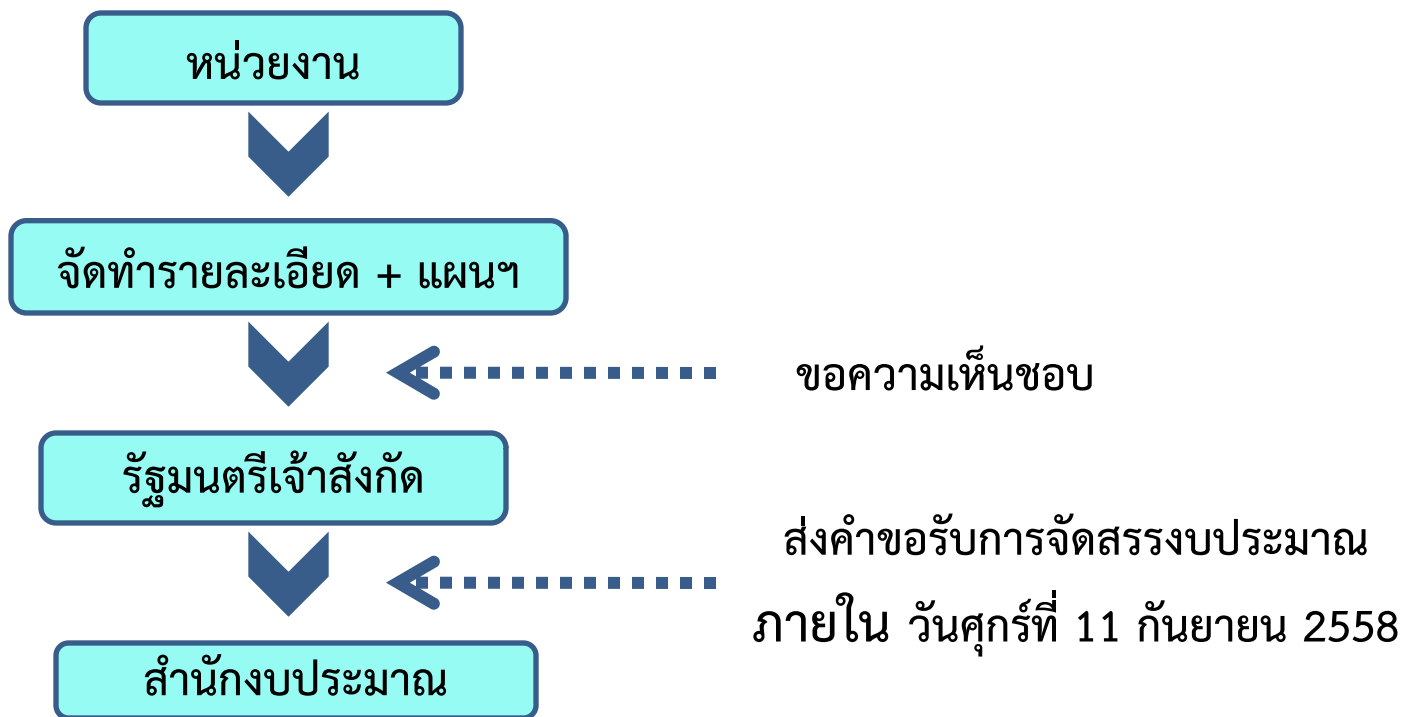 หน่วยงาน
จัดทำรายละเอียด + แผนฯ
ขอความเห็นชอบ
รัฐมนตรีเจ้าสังกัด
ส่งคำขอรับการจัดสรรงบประมาณ
ภายใน วันศุกร์ที่ 11 กันยายน 2558
สำนักงบประมาณ